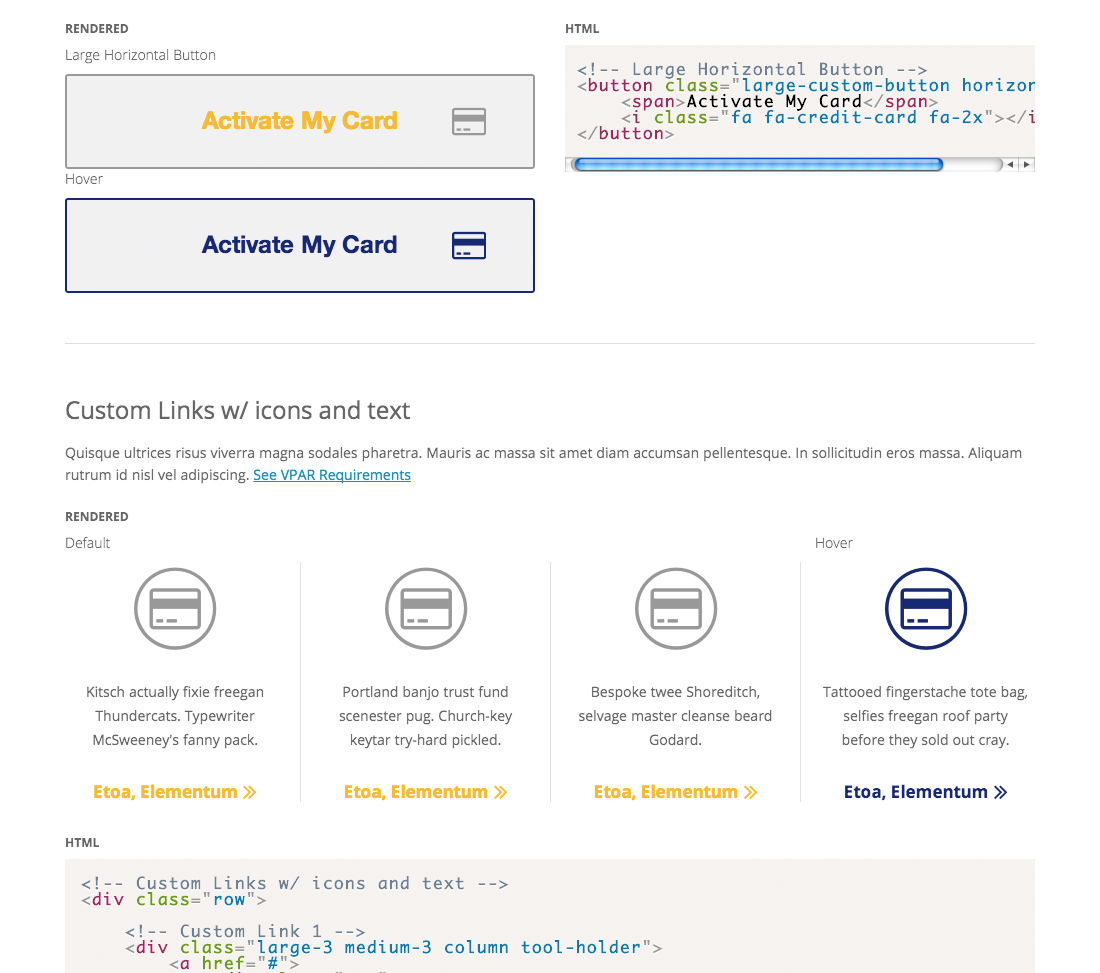 RENDERED
Large Horizontal Button
Activate My Card
Hover
Activate My Card
HTML
<!-- Large Horizontal Button -->
<button class="large-custom-button horizon
<span>Activate My Card</span>
<i class="fa fa-credit-card fa-2x"></i
</button>
Custom Links w/ icons and text
Quisque ultrices risus viverra magna sodales pharetra. Mauris ac massa sit amet diam accumsan pellentesque. In sollicitudin eros massa. Aliquam
rutrum id nisl vel adipiscing. See VPAR Requirements
RENDERED
Default
Hover
Kitsch actually fixie freegan
Thundercats. Typewriter
McSweeney's fanny pack.
Etoa, Elementum »
Portland banjo trust fund
scenester pug. Church-key
keytar try-hard pickled.
Etoa, Elementum »
Bespoke twee Shoreditch,
selvage master cleanse beard
Godard.
Etoa, Elementum »
Tattooed fingerstache tote bag,
selfies freegan roof party
before they sold out cray.
Etoa, Elementum »
HTML
<!-- Custom Links w/ icons and text -->
<div class="row">
<!-- Custom Link 1 -->
<div class="large-3 medium-3 column tool-holder">
<a href="#">